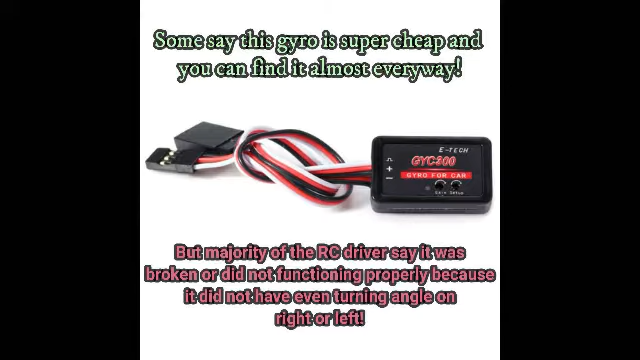 Some say this gyro is super cheap and
you can find it almost everyway!
E-TECH
GYC300
+
GYRO FOR CAR
−
Gain Setup
But majority of the RC driver say it was
broken or did not functioning properly because
it did not have even turning angle on
right or left!